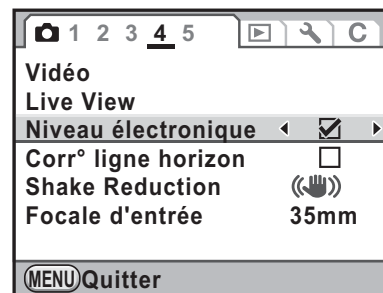 1 2 3 4 5 C
Vidéo
Live View
Niveau électronique
Corr° ligne horizon
Shake Reduction
Focale d'entrée 35mm
MENU Quitter